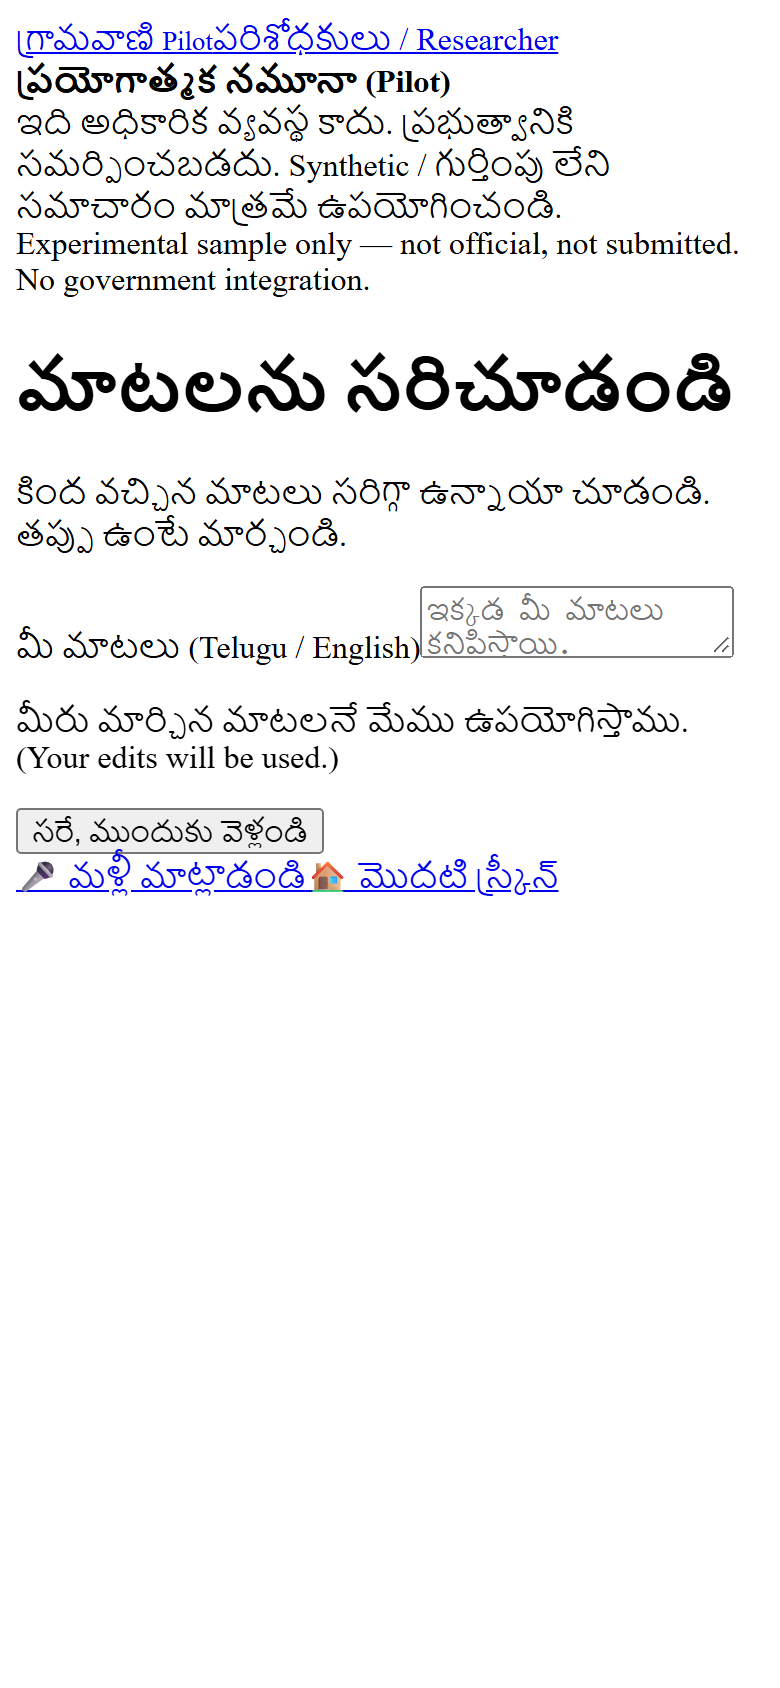 గ్రామవాణి Pilotపరిశోధకులు / Researcher
ప్రయోగాత్మక నమూనా (Pilot)
ఇది అధికారిక వ్యవస్థ కాదు. ప్రభుత్వానికి
సమర్పించబడదు. Synthetic / గుర్తింపు లేని
సమాచారం మాత్రమే ఉపయోగించండి.
Experimental sample only — not official, not submitted.
No government integration.
మాటలను సరిచూడండి
కింద వచ్చిన మాటలు సరిగ్గా ఉన్నాయా చూడండి.
తప్పు ఉంటే మార్చండి.
ఇక్కడ మీ మాటలు
మీ మాటలు (Telugu / English) కనిపిస్తాయి.
మీరు మార్చిన మాటలనే మేము ఉపయోగిస్తాము.
(Your edits will be used.)
సరే, ముందుకు వెళ్లండి
🎤 మళ్లీ మాట్లాడండి🏠 మొదటి స్క్రీన్